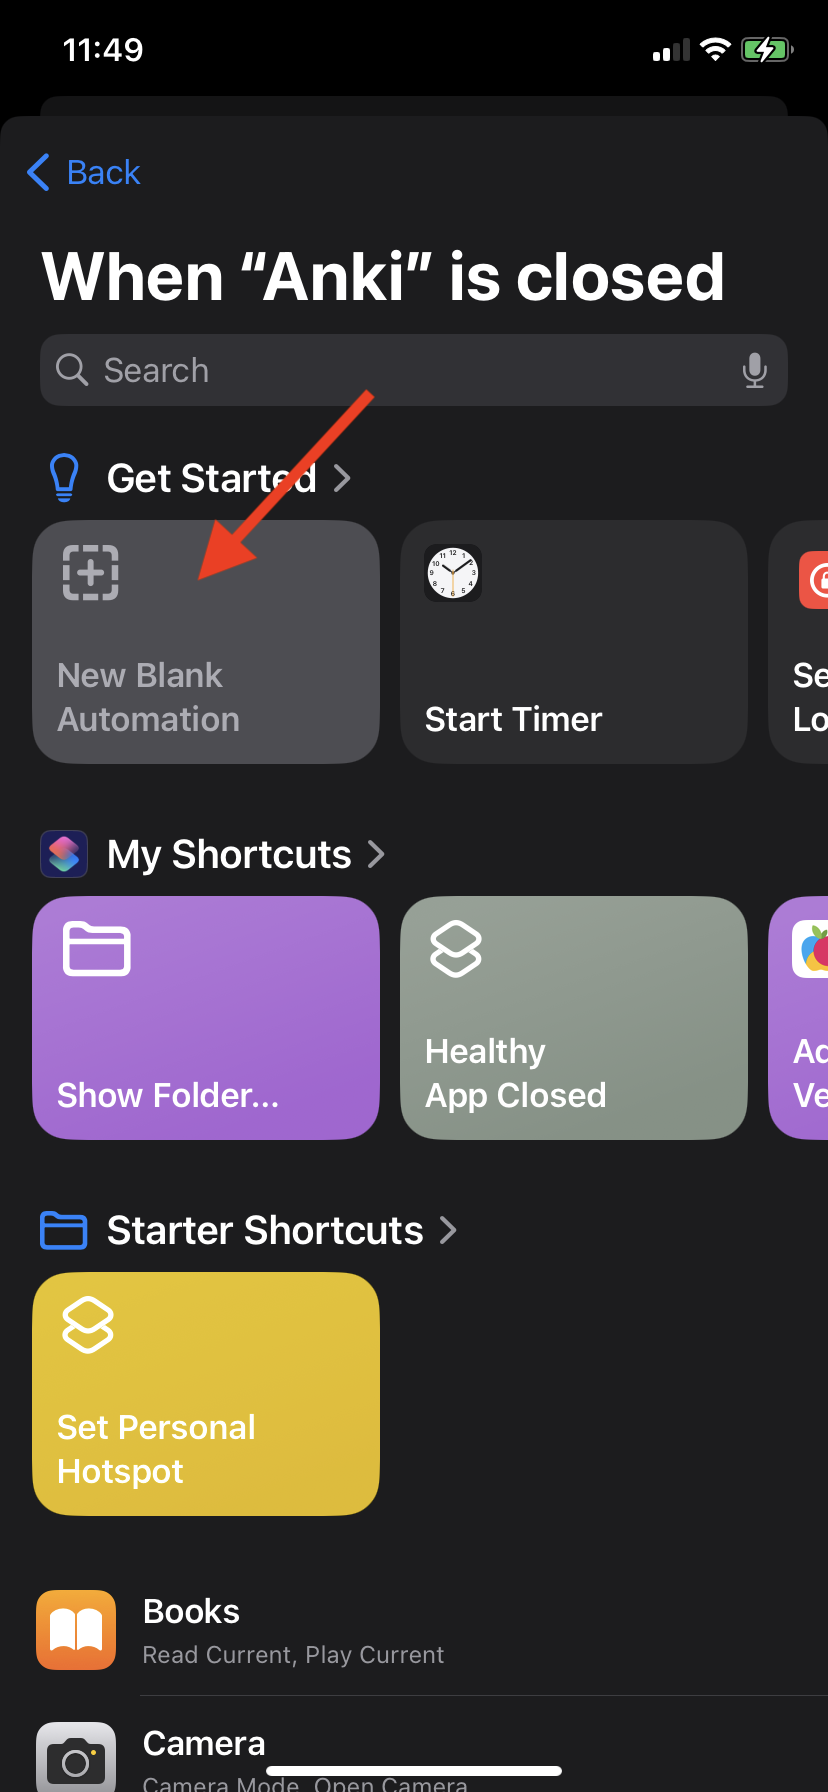 11:49
Back
When “Anki” is closed
Search
Get Started
New Blank
Automation
Start Timer
Se
Lo
My Shortcuts
Show Folder...
Healthy
App Closed
Ad
Ve
Starter Shortcuts
Set Personal
Hotspot
Books
Read Current, Play Current
Camera
Camera Mode, Open Camera